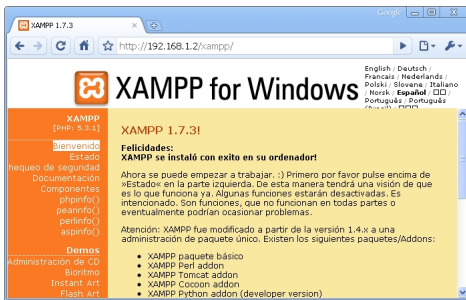 Google
XAMPP 1.7.3
http://192.168.1.2/xampp/
XAMPP for Windows
English / Deutsch /
Francais / Nederlands /
Polski / Slovene / Italiano
/ Norsk / Español / □□ /
Português / Português
XAMPP
[PHP: 5.3.1]
Bienvenido
Estado
hequeo de seguridad
Documentación
Componentes
phpinfo()
pearinfo()
perlinfo()
aspinfo()
Demos
Administración de CD
Bioritmo
Instant Art
Flash Art
XAMPP 1.7.3!
Felicidades:
XAMPP se instaló con exito en su ordenador!
Ahora se puede empezar a trabajar. :) Primero por favor pulse encima de
»Estado« en la parte izquierda. De esta manera tendrá una visión de que
es lo que funciona ya. Algunas funciones estarán desactivadas. Es
intencionado. Son funciones, que no funcionan en todas partes o
eventualmente podrían ocasionar problemas.
Atención: XAMPP fue modificado a partir de la versión 1.4.x a una
administración de paquete único. Existen los siguientes paquetes/Addons:
• XAMPP paquete básico
• XAMPP Perl addon
• XAMPP Tomcat addon
• XAMPP Cocoon addon
• XAMPP Python addon (developer version)